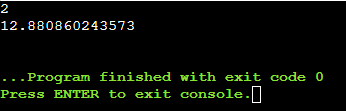 2
12.880860243573
...Program finished with exit code 0
Press ENTER to exit console.